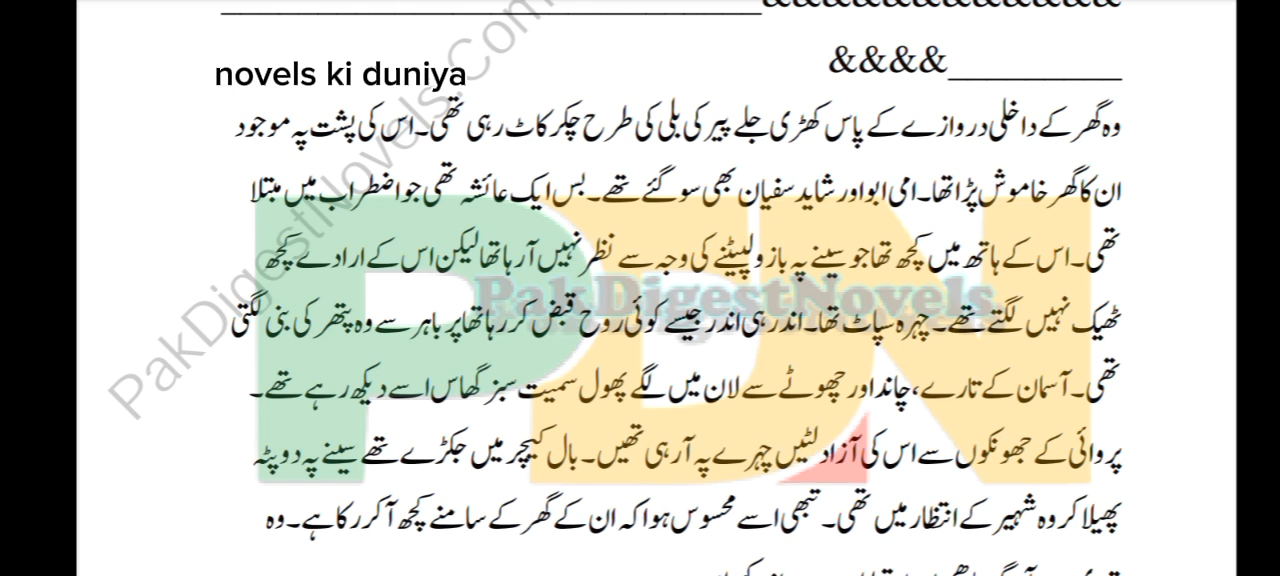 &&&&&&&&&&&&&
novels ki duniya
&&&&__________
وہ گھر کے داخلی دروازے کے پاس کھڑی جلے پیر کی بلی کی طرح چکر کاٹ رہی تھی۔ اس کی پشت پہ موجود
ان کا گھر خاموش پڑا تھا۔ امی ابو اور شاید سفیان بھی سو گئے تھے۔ بس ایک عائشہ تھی جو اضطراب میں مبتلا
تھی۔ اس کے ہاتھ میں کچھ تھا جو سینے پہ بازو لپیٹنے کی وجہ سے نظر نہیں آ رہا تھا لیکن اس کے ارادے کچھ
ٹھیک نہیں لگتے تھے۔ چہرہ سپاٹ تھا۔ اندر ہی اندر جیسے کوئی روح قبض کر رہا تھا پر باہر سے وہ پتھر کی بنی لگتی
تھی۔ آسمان کے تارے، چاند اور چھوٹے سے لان میں لگے پھول سمیت سبز گھاس اسے دیکھ رہے تھے۔
پروائی کے جھونکوں سے اس کی آزاد لٹیں چہرے پہ آ رہی تھیں۔ بال کیچر میں جکڑے تھے سینے پہ دوپٹہ
پھیلا کر وہ شہیر کے انتظار میں تھی۔ تبھی اسے محسوس ہوا کہ ان کے گھر کے سامنے کچھ آ کر رکا ہے۔ وہ
PakDigestNovels.Com
PDN
PakDigestNovels